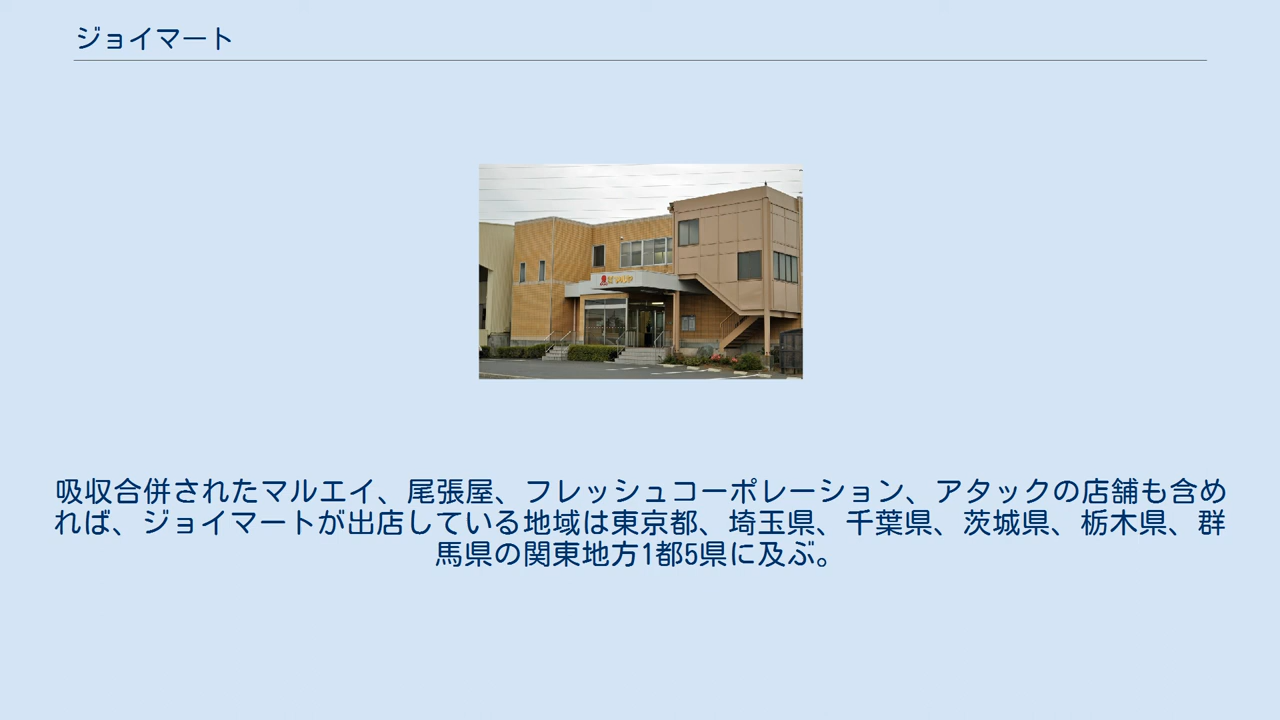 ジョイマート
吸収合併されたマルエイ、尾張屋、フレッシュコーポレーション、アタックの店舗も含め
れば、ジョイマートが出店している地域は東京都、埼玉県、千葉県、茨城県、栃木県、群
馬県の関東地方1都5県に及ぶ。